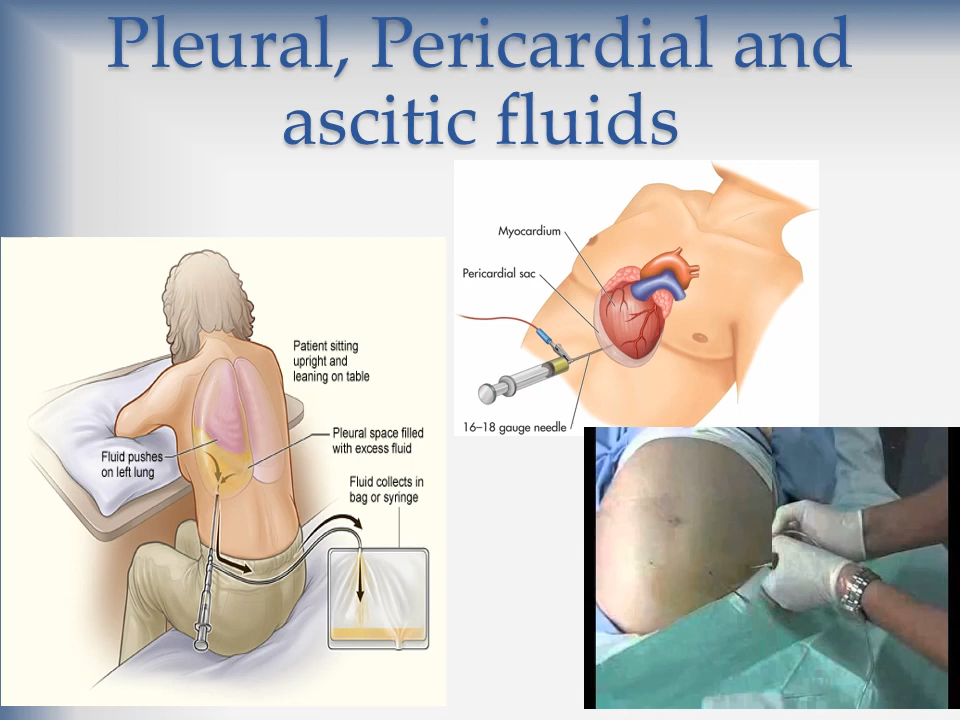 Pleural, Pericardial and
ascitic fluids
Myocardium
Pericardial sac
16–18 gauge needle
Patient sitting
upright and
leaning on table
Pleural space filled
with excess fluid
Fluid pushes
on left lung
Fluid collects in
bag or syringe